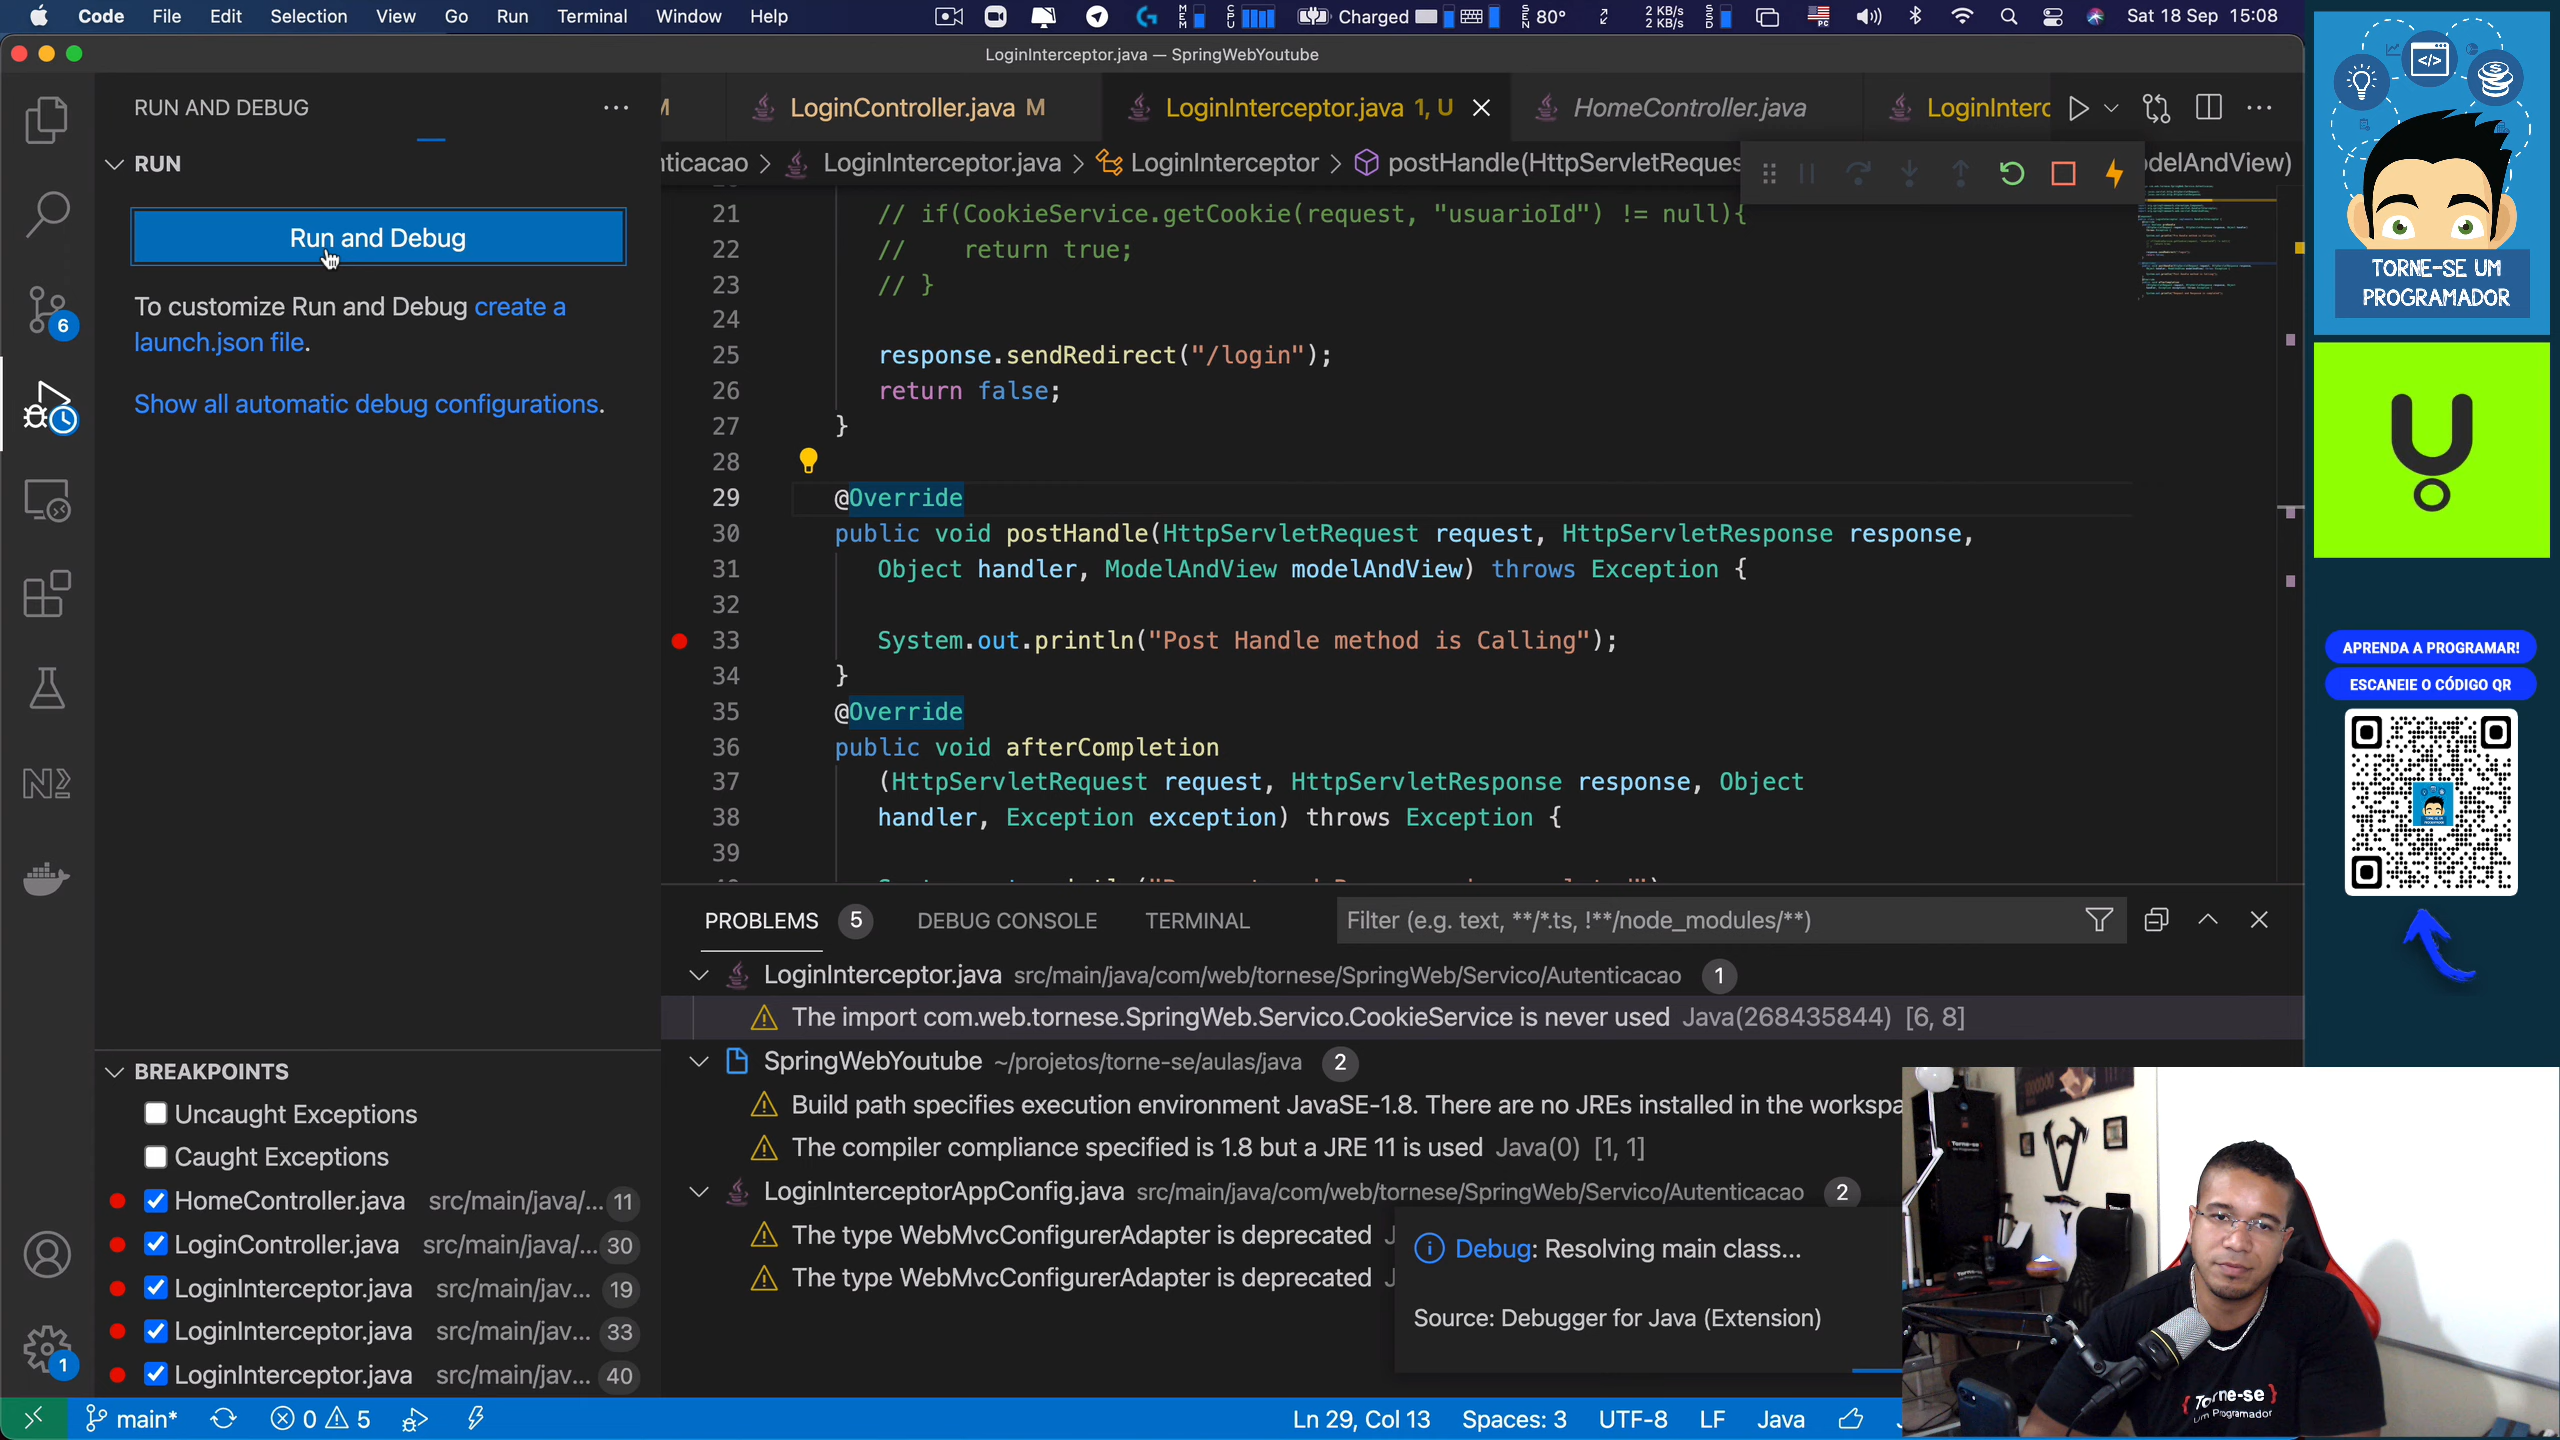 Code File Edit Selection View Go Run Terminal Window Help
MEM CPU Charged SEN 80° 2 KB/s 2 KB/s SSD Sat 18 Sep 15:08
LoginInterceptor.java — SpringWebYoutube
RUN AND DEBUG
RUN
Run and Debug
To customize Run and Debug create a
launch.json file.
Show all automatic debug configurations.
6
M LoginController.java M LoginInterceptor.java 1, U HomeController.java LoginInterc
nticacao > LoginInterceptor.java > LoginInterceptor > postHandle(HttpServletReques delAndView)
21 // if(CookieService.getCookie(request, "usuarioId") != null){
22 // return true;
23 // }
24
25 response.sendRedirect("/login");
26 return false;
27 }
28
29 @Override
30 public void postHandle(HttpServletRequest request, HttpServletResponse response,
31 Object handler, ModelAndView modelAndView) throws Exception {
32
33 System.out.println("Post Handle method is Calling");
34 }
35 @Override
36 public void afterCompletion
37 (HttpServletRequest request, HttpServletResponse response, Object
38 handler, Exception exception) throws Exception {
39
PROBLEMS 5 DEBUG CONSOLE TERMINAL Filter (e.g. text, **/*.ts, !**/node_modules/**)
LoginInterceptor.java src/main/java/com/web/tornese/SpringWeb/Servico/Autenticacao 1
The import com.web.tornese.SpringWeb.Servico.CookieService is never used Java(268435844) [6, 8]
SpringWebYoutube ~/projetos/torne-se/aulas/java 2
Build path specifies execution environment JavaSE-1.8. There are no JREs installed in the workspa
The compiler compliance specified is 1.8 but a JRE 11 is used Java(0) [1, 1]
LoginInterceptorAppConfig.java src/main/java/com/web/tornese/SpringWeb/Servico/Autenticacao 2
The type WebMvcConfigurerAdapter is deprecated J
The type WebMvcConfigurerAdapter is deprecated J
Debug: Resolving main class...
Source: Debugger for Java (Extension)
BREAKPOINTS
Uncaught Exceptions
Caught Exceptions
HomeController.java src/main/java/... 11
LoginController.java src/main/java/... 30
LoginInterceptor.java src/main/jav... 19
LoginInterceptor.java src/main/jav... 33
LoginInterceptor.java src/main/jav... 40
1
main* 0 5 Ln 29, Col 13 Spaces: 3 UTF-8 LF Java
TORNE-SE UM
PROGRAMADOR
APRENDA A PROGRAMAR!
ESCANEIE O CÓDIGO QR
{ Torne-se }
Um Programador